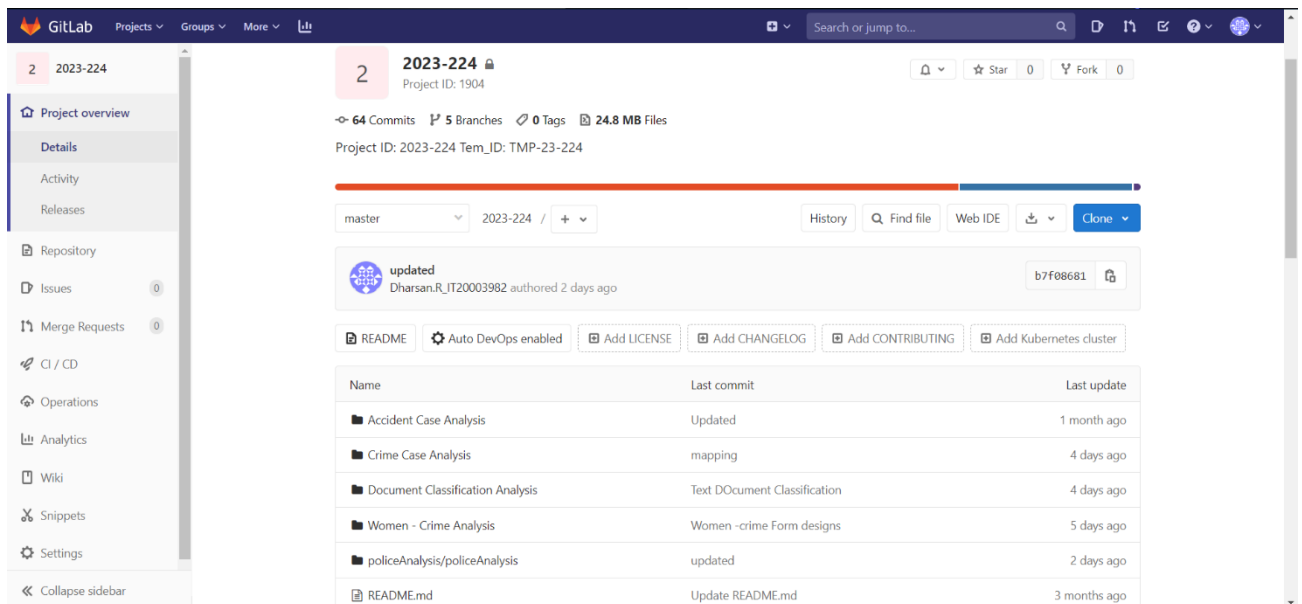 GitLab Projects Groups More Search or jump to...
2 2023-224
Project overview
Details
Activity
Releases
Repository
Issues 0
Merge Requests 0
CI / CD
Operations
Analytics
Wiki
Snippets
Settings
Collapse sidebar
2 2023-224
Project ID: 1904
Star 0 Fork 0
64 Commits 5 Branches 0 Tags 24.8 MB Files
Project ID: 2023-224 Tem_ID: TMP-23-224
master 2023-224 / + History Find file Web IDE Clone
updated
Dharsan.R_IT20003982 authored 2 days ago
b7f08681
README Auto DevOps enabled Add LICENSE Add CHANGELOG Add CONTRIBUTING Add Kubernetes cluster
Name Last commit Last update
Accident Case Analysis Updated 1 month ago
Crime Case Analysis mapping 4 days ago
Document Classification Analysis Text DOcument Classification 4 days ago
Women - Crime Analysis Women -crime Form designs 5 days ago
policeAnalysis/policeAnalysis updated 2 days ago
README.md Update README.md 3 months ago